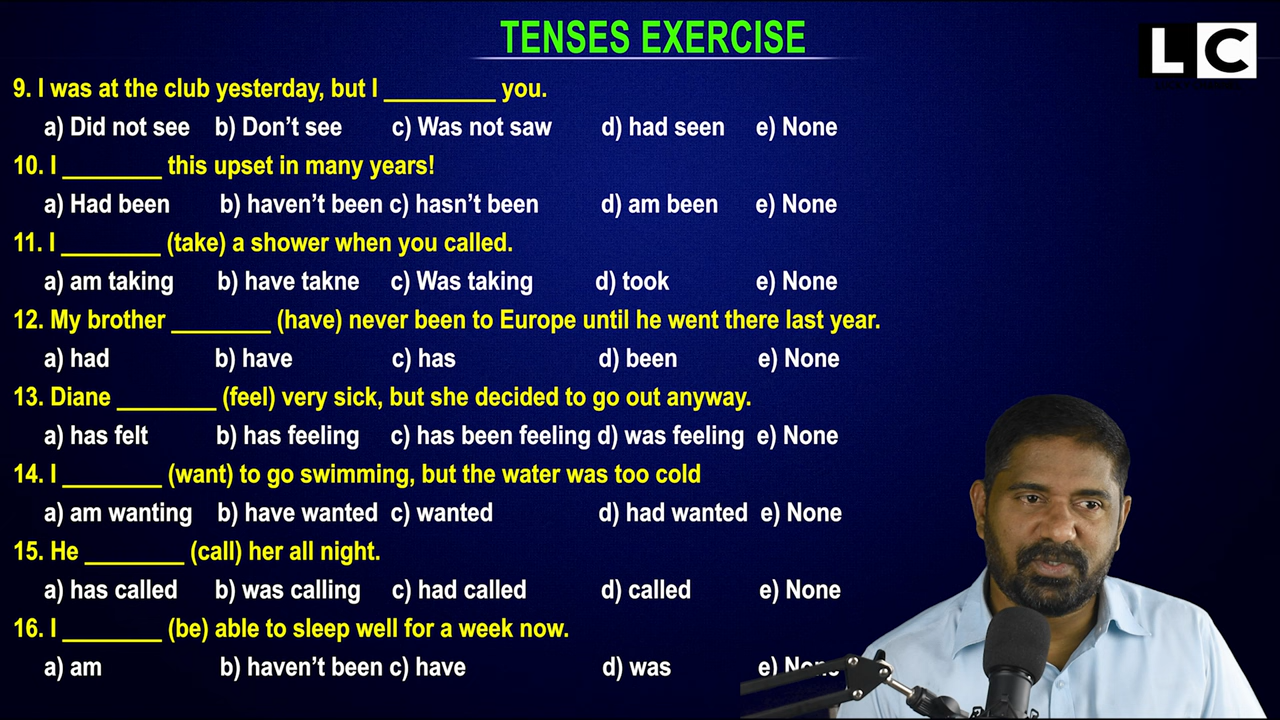 TENSES EXERCISE
LC
9. I was at the club yesterday, but I _________ you.
a) Did not see b) Don’t see c) Was not saw d) had seen e) None
10. I ________ this upset in many years!
a) Had been b) haven’t been c) hasn’t been d) am been e) None
11. I ________ (take) a shower when you called.
a) am taking b) have takne c) Was taking d) took e) None
12. My brother ________ (have) never been to Europe until he went there last year.
a) had b) have c) has d) been e) None
13. Diane ________ (feel) very sick, but she decided to go out anyway.
a) has felt b) has feeling c) has been feeling d) was feeling e) None
14. I ________ (want) to go swimming, but the water was too cold
a) am wanting b) have wanted c) wanted d) had wanted e) None
15. He ________ (call) her all night.
a) has called b) was calling c) had called d) called e) None
16. I ________ (be) able to sleep well for a week now.
a) am b) haven’t been c) have d) was e) None